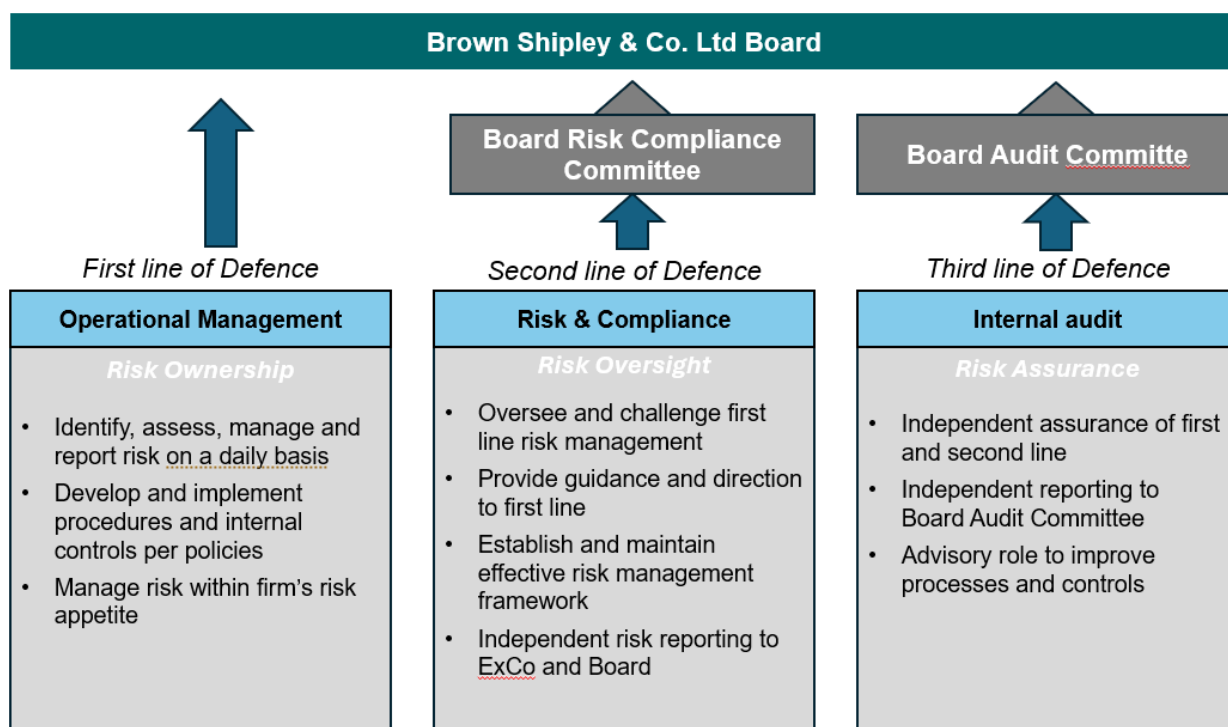 Brown Shipley & Co. Ltd Board
Board Risk Compliance
Committee
Board Audit Committe
First line of Defence
Second line of Defence
Third line of Defence
Operational Management
Risk Ownership
• Identify, assess, manage and
report risk on a daily basis
• Develop and implement
procedures and internal
controls per policies
• Manage risk within firm's risk
appetite
Risk & Compliance
Risk Oversight
• Oversee and challenge first
line risk management
• Provide guidance and direction
to first line
• Establish and maintain
effective risk management
framework
• Independent risk reporting to
ExCo and Board
Internal audit
Risk Assurance
• Independent assurance of first
and second line
• Independent reporting to
Board Audit Committee
• Advisory role to improve
processes and controls